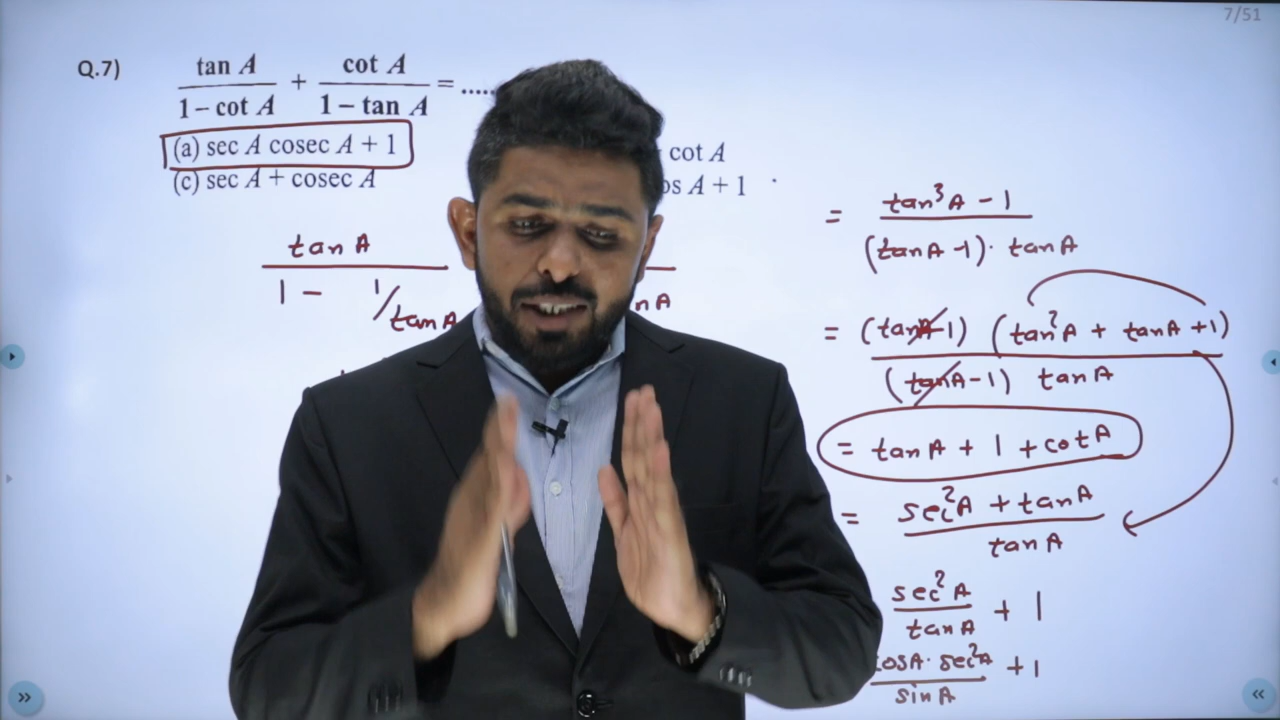 7/51
Q.7) tan A / 1 – cot A + cot A / 1 – tan A = .....
(a) sec A cosec A + 1
cot A
(c) sec A + cosec A
A + 1
tan A / 1 – 1/tan A
= tan³A – 1 / (tanA – 1) · tanA
= (tanA–1) (tan²A + tanA + 1) / (tanA – 1) tanA
= tanA + 1 + cotA
= sec²A + tanA / tanA
sec²A / tanA + 1
sec²A / sinA + 1